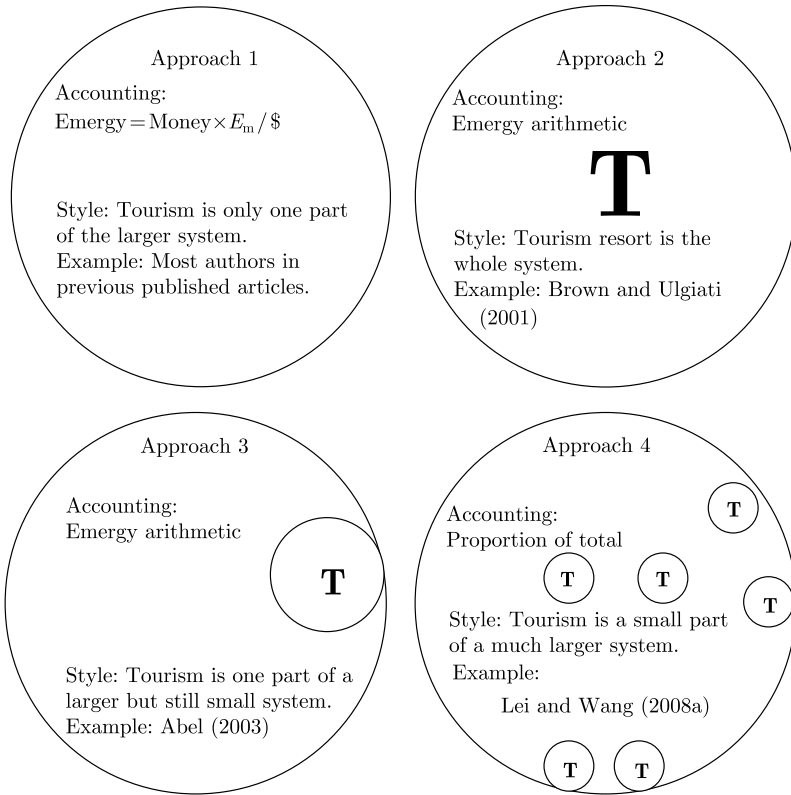 Approach 1
Accounting:
Emergy=Money×Em/$
Style: Tourism is only one part
of the larger system.
Example: Most authors in
previous published articles.
Approach 2
Accounting:
Emergy arithmetic
T
Style: Tourism resort is the
whole system.
Example: Brown and Ulgiati
(2001)
Approach 3
Accounting:
Emergy arithmetic
T
Style: Tourism is one part of a
larger but still small system.
Example: Abel (2003)
Approach 4
T
Accounting:
Proportion of total
T
T
T
Style: Tourism is a small part
of a much larger system.
Example:
Lei and Wang (2008a)
T
T